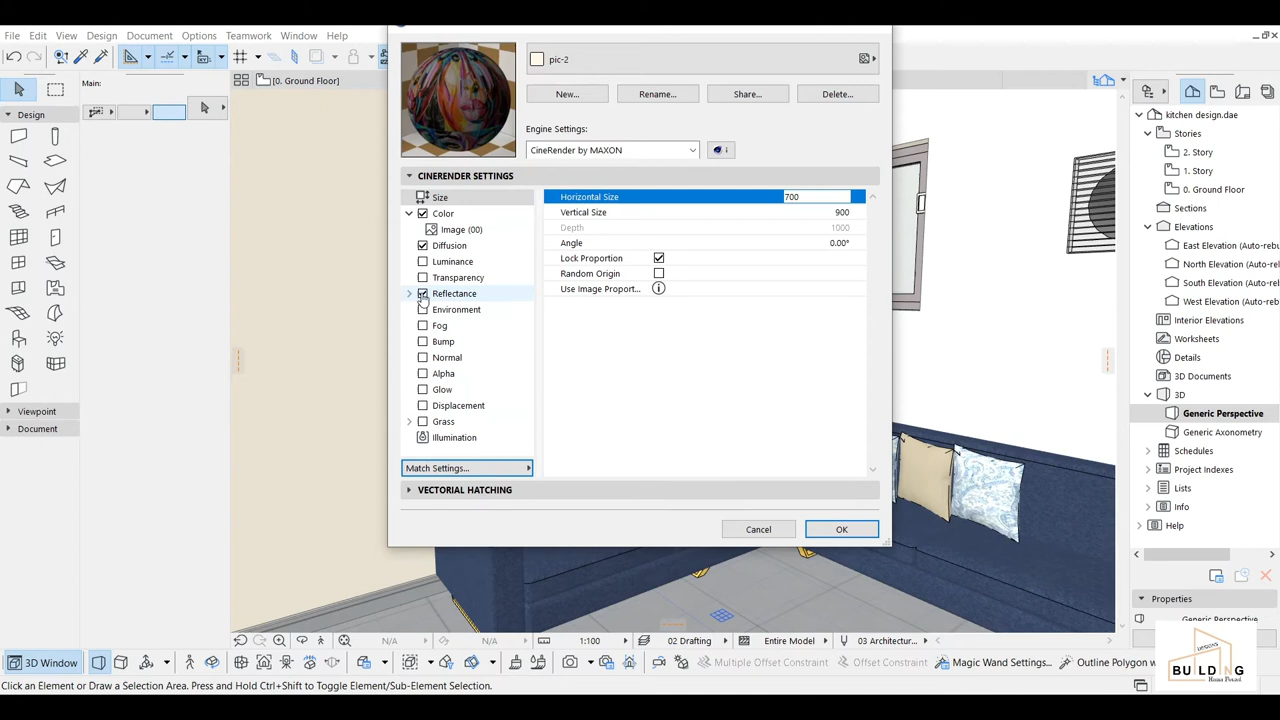 pic-2
New...
Rename...
Share...
Delete...
Engine Settings:
CineRender by MAXON
CINERENDER SETTINGS
Size
Color
Image (00)
Diffusion
Luminance
Transparency
Reflectance
Environment
Fog
Bump
Normal
Alpha
Glow
Displacement
Grass
Illumination
Match Settings...
Horizontal Size 700
Vertical Size 900
Depth 1000
Angle 0.00°
Lock Proportion
Random Origin
Use Image Proport...
VECTORIAL HATCHING
Cancel
OK
Edit
View
Design
Document
Options
Teamwork
Window
Help
[0. Ground Floor]
Main:
Design
Viewpoint
Document
kitchen design.dae
Stories
2. Story
1. Story
0. Ground Floor
Sections
Elevations
East Elevation (Auto-reb
North Elevation (Auto-re
South Elevation (Auto-re
West Elevation (Auto-reb
Interior Elevations
Worksheets
Details
3D Documents
3D
Generic Perspective
Generic Axonometry
Schedules
Project Indexes
Lists
Info
Help
Properties
N/A
N/A
1:100
02 Drafting
Entire Model
03 Architectur...
3D Window
Multiple Offset Constraint
Offset Constraint
Magic Wand Settings...
Outline Polygon w
Click an Element or Draw a Selection Area. Press and Hold Ctrl+Shift to Toggle Element/Sub-Element Selection.
DESIGNS
BUILDING